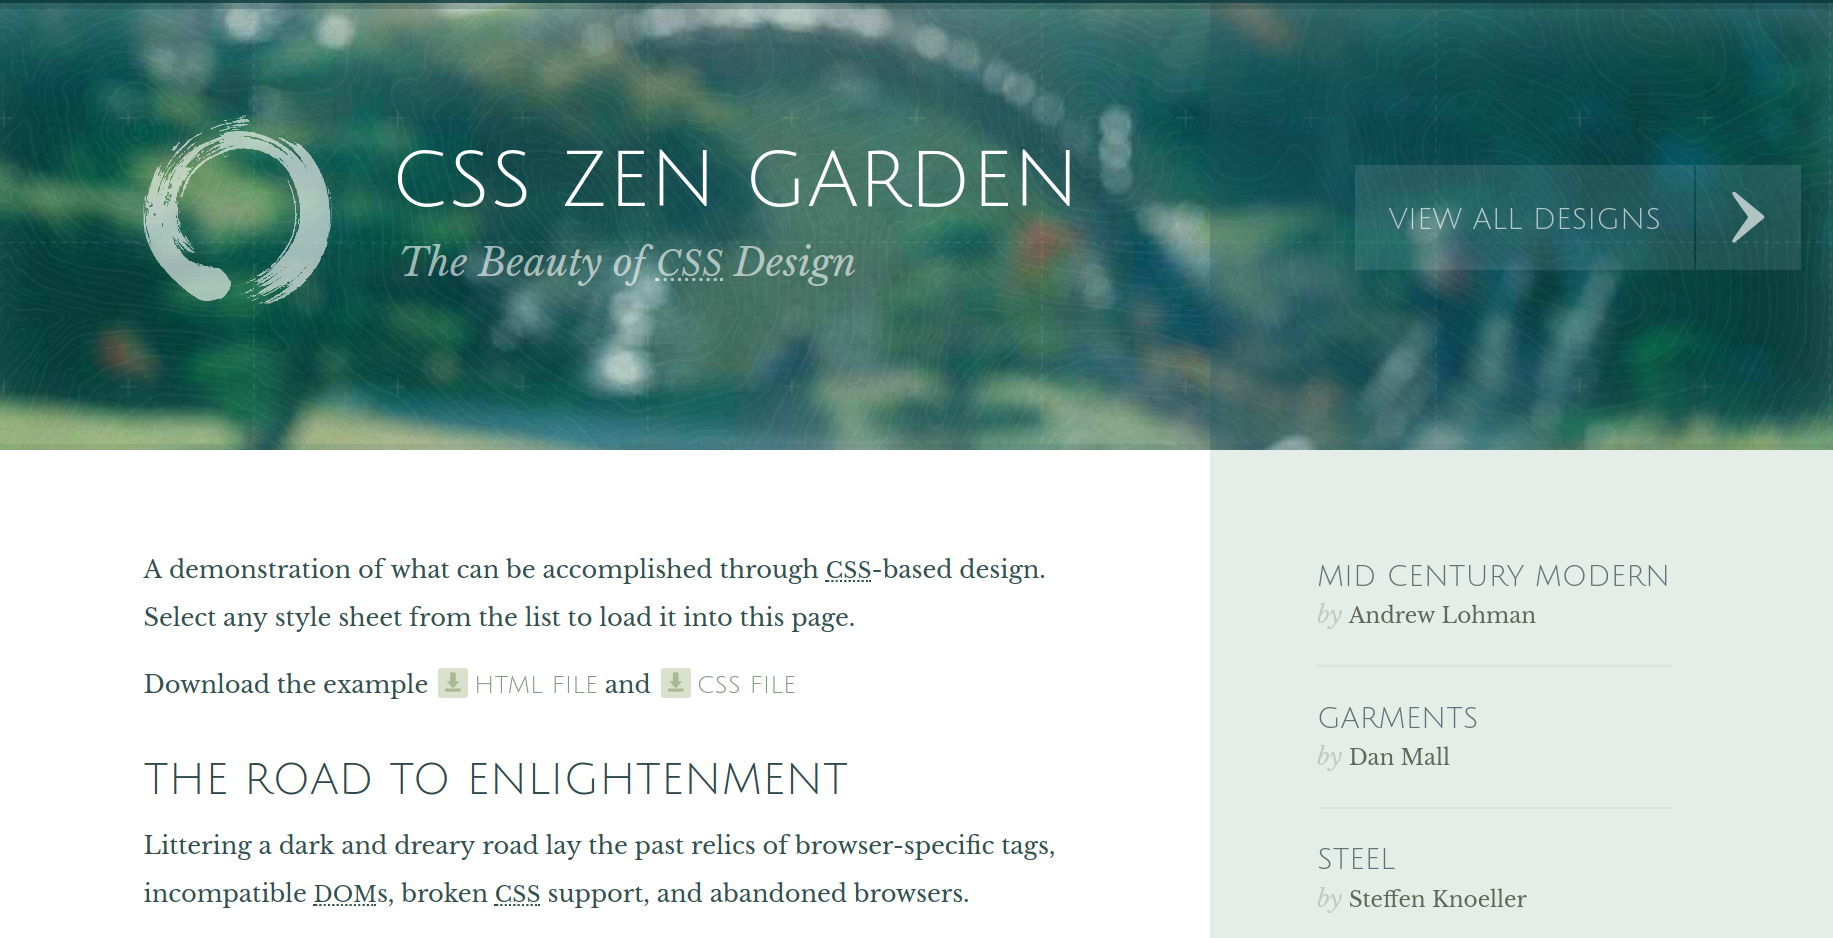 CSS ZEN GARDEN
The Beauty of CSS Design
VIEW ALL DESIGNS
A demonstration of what can be accomplished through CSS-based design.
Select any style sheet from the list to load it into this page.
Download the example HTML FILE and CSS FILE
THE ROAD TO ENLIGHTENMENT
Littering a dark and dreary road lay the past relics of browser-specific tags,
incompatible DOMs, broken CSS support, and abandoned browsers.
MID CENTURY MODERN
by Andrew Lohman
GARMENTS
by Dan Mall
STEEL
by Steffen Knoeller